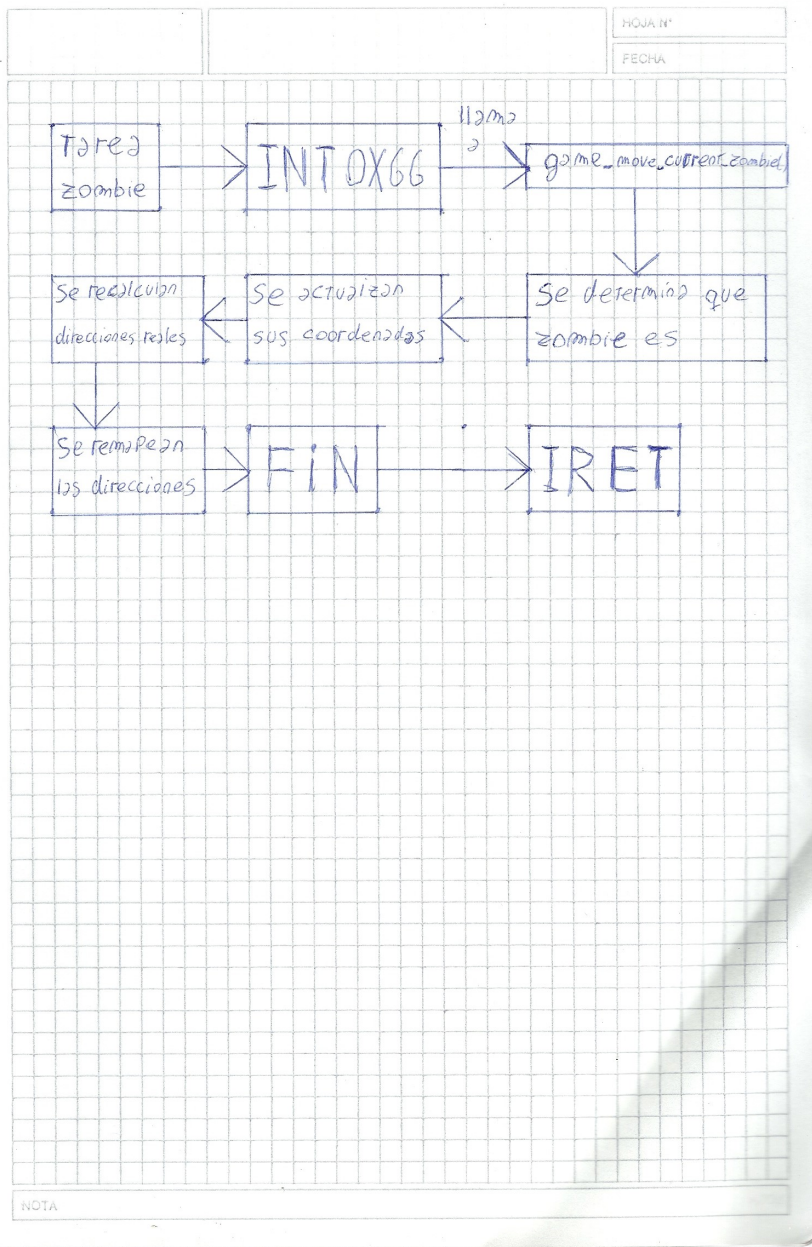 HOJA N°
FECHA
Tarea
zombie
INT 0X66
llama
a
game_move_current_zombie()
Se determina que
zombie es
Se actualizan
sus coordenadas
Se recalculan
direcciones reales
Se remapean
las direcciones
FiN
IRET
NOTA